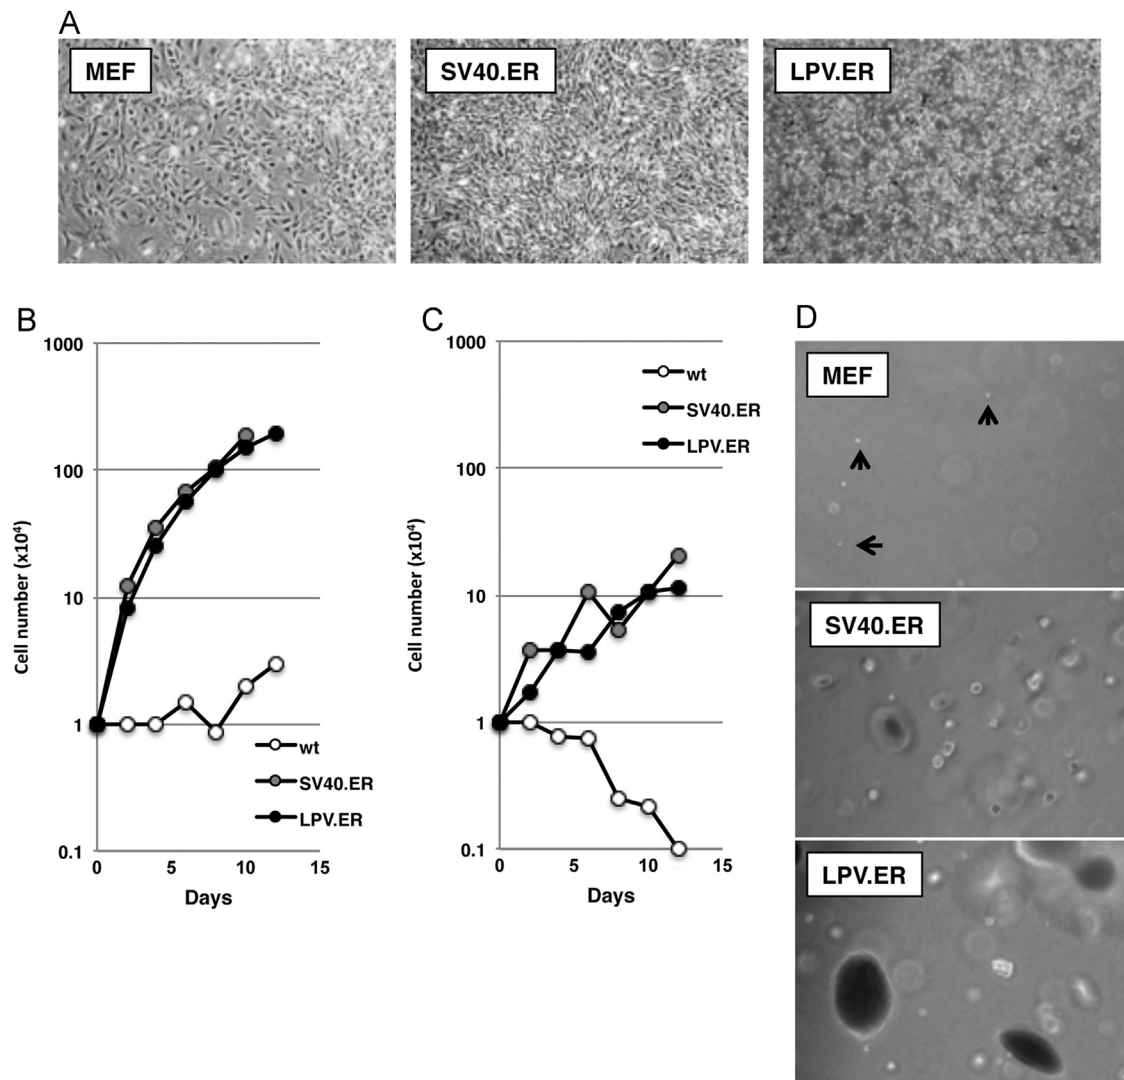 A
MEF
SV40.ER
LPV.ER
B
1000
100
10
1
0.1
Cell number (x10⁴)
0
5
10
15
Days
wt
SV40.ER
LPV.ER
C
1000
100
10
1
0.1
Cell number (x10⁴)
0
5
10
15
Days
wt
SV40.ER
LPV.ER
D
MEF
SV40.ER
LPV.ER